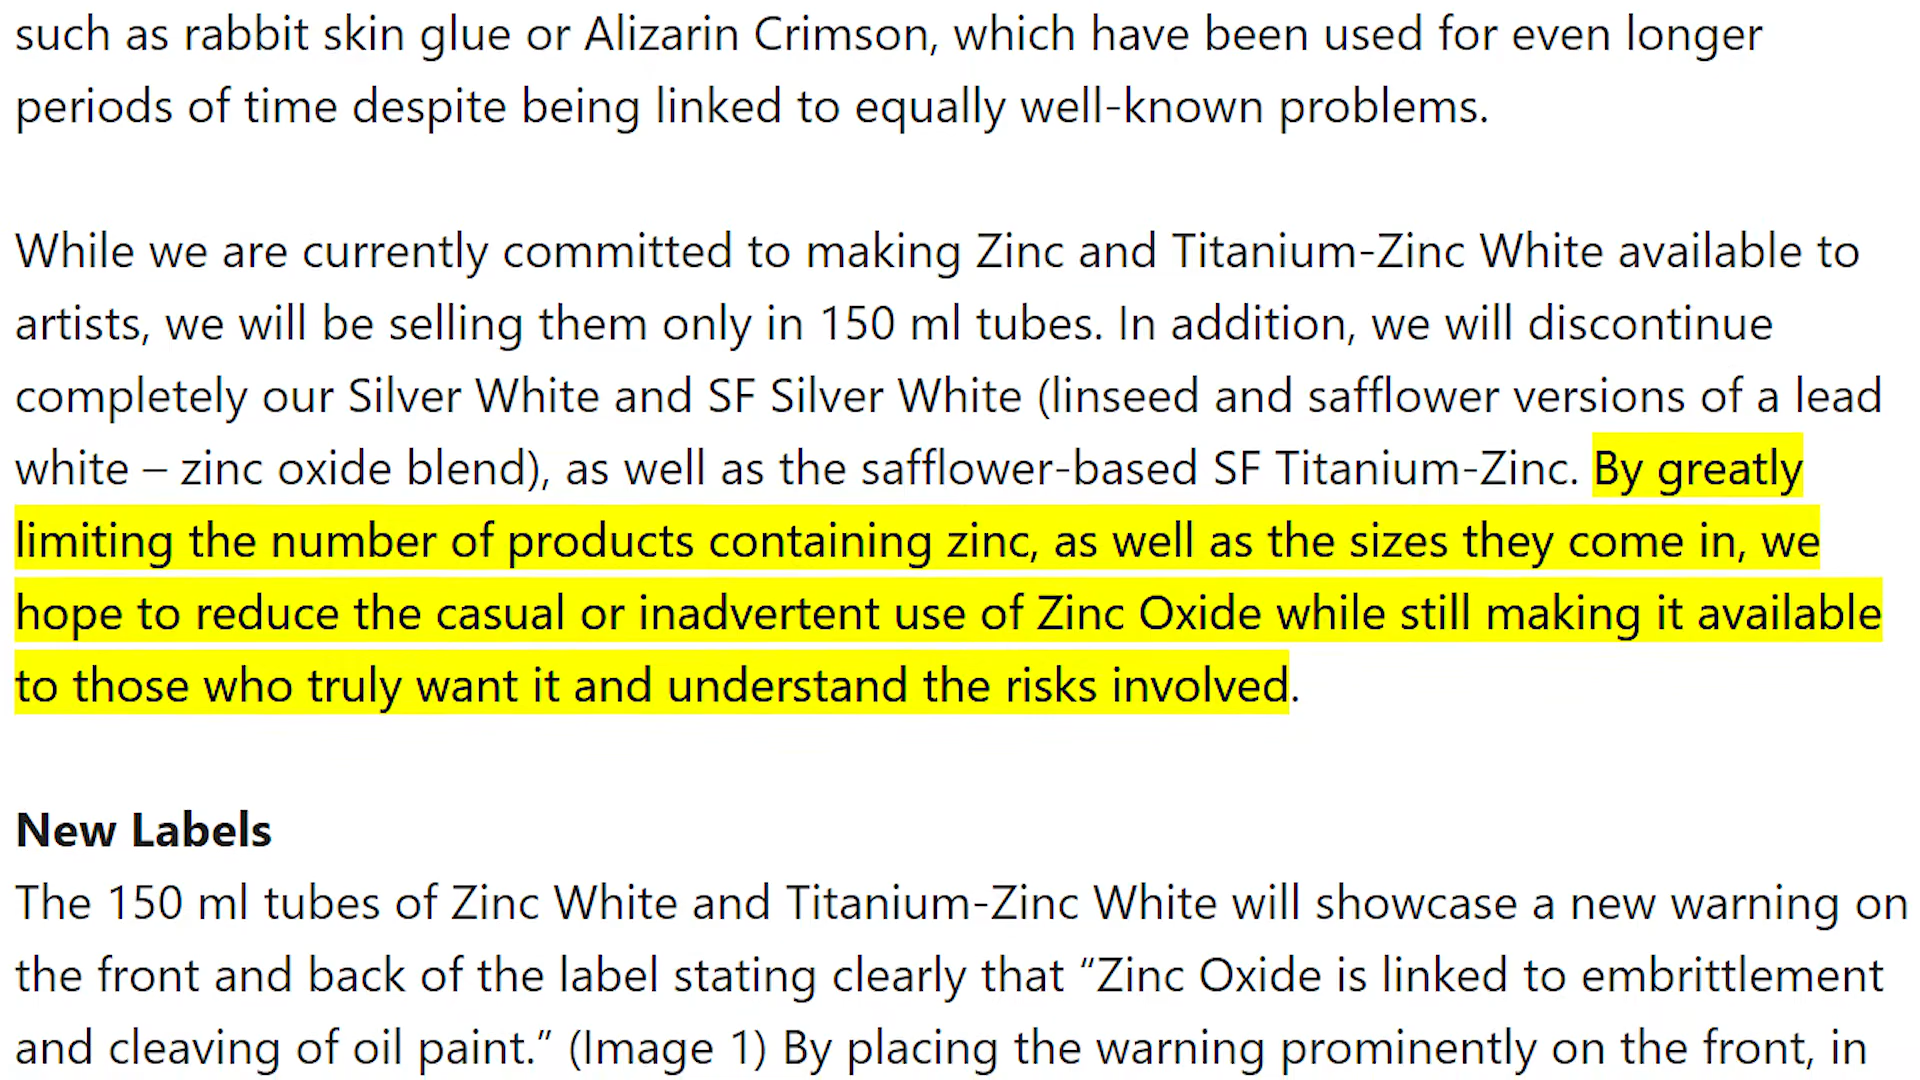 such as rabbit skin glue or Alizarin Crimson, which have been used for even longer
periods of time despite being linked to equally well-known problems.
While we are currently committed to making Zinc and Titanium-Zinc White available to
artists, we will be selling them only in 150 ml tubes. In addition, we will discontinue
completely our Silver White and SF Silver White (linseed and safflower versions of a lead
white – zinc oxide blend), as well as the safflower-based SF Titanium-Zinc. By greatly
limiting the number of products containing zinc, as well as the sizes they come in, we
hope to reduce the casual or inadvertent use of Zinc Oxide while still making it available
to those who truly want it and understand the risks involved.
New Labels
The 150 ml tubes of Zinc White and Titanium-Zinc White will showcase a new warning on
the front and back of the label stating clearly that “Zinc Oxide is linked to embrittlement
and cleaving of oil paint.” (Image 1) By placing the warning prominently on the front, in